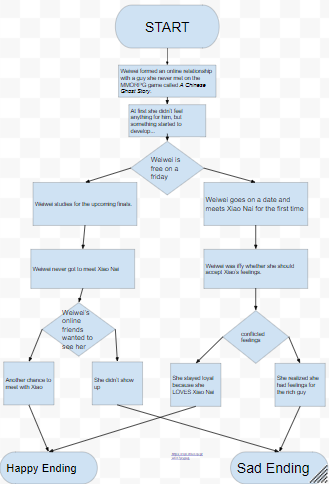 START
Weiwei formed an online relationship
with a guy she never met on the
MMORPG game called A Chinese
Ghost Story.
At first she didn't feel
anything for him, but
something started to
develop...
Weiwei is
free on a
friday
Weiwei studies for the upcoming finals.
Weiwei goes on a date and
meets Xiao Nai for the first time
Weiwei never got to meet Xiao Nai
Weiwei was iffy whether she should
accept Xiao's feelings.
Weiwei's
online
friends
wanted to
see her
conflicted
feelings
Another chance to
meet with Xiao
She didn't show
up
She stayed loyal
because she
LOVES Xiao Nai
She realized she
had feelings for
the rich guy
Happy Ending
Sad Ending